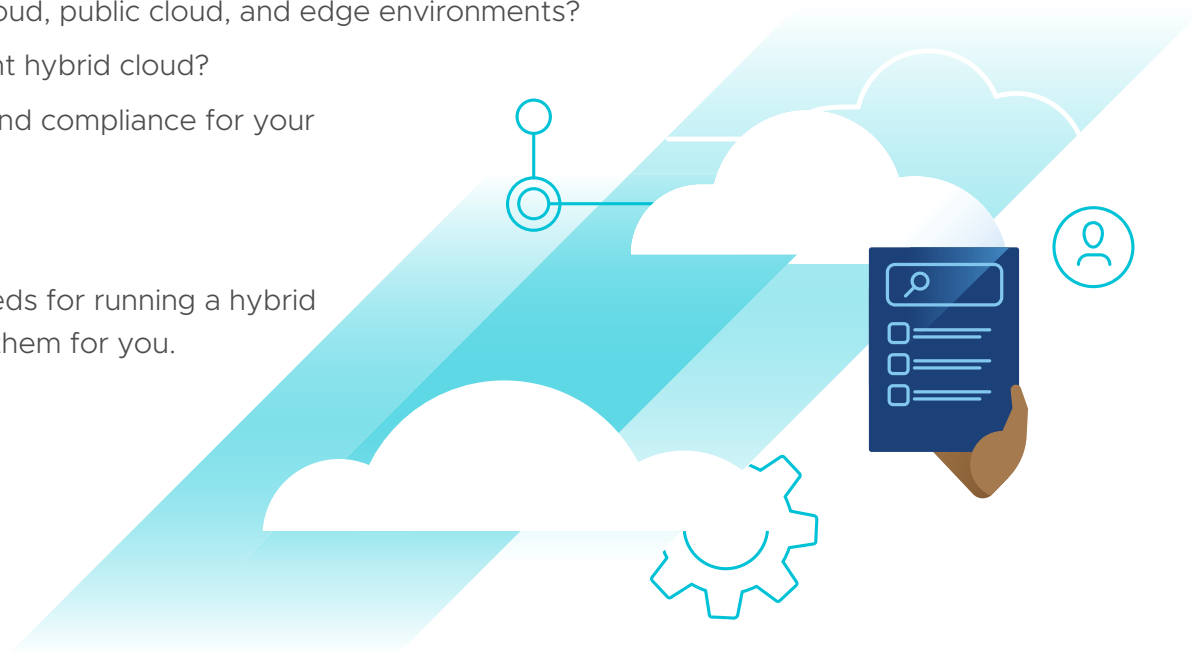 oud, public cloud, and edge environments?
nt hybrid cloud?
nd compliance for your
eds for running a hybrid
them for you.